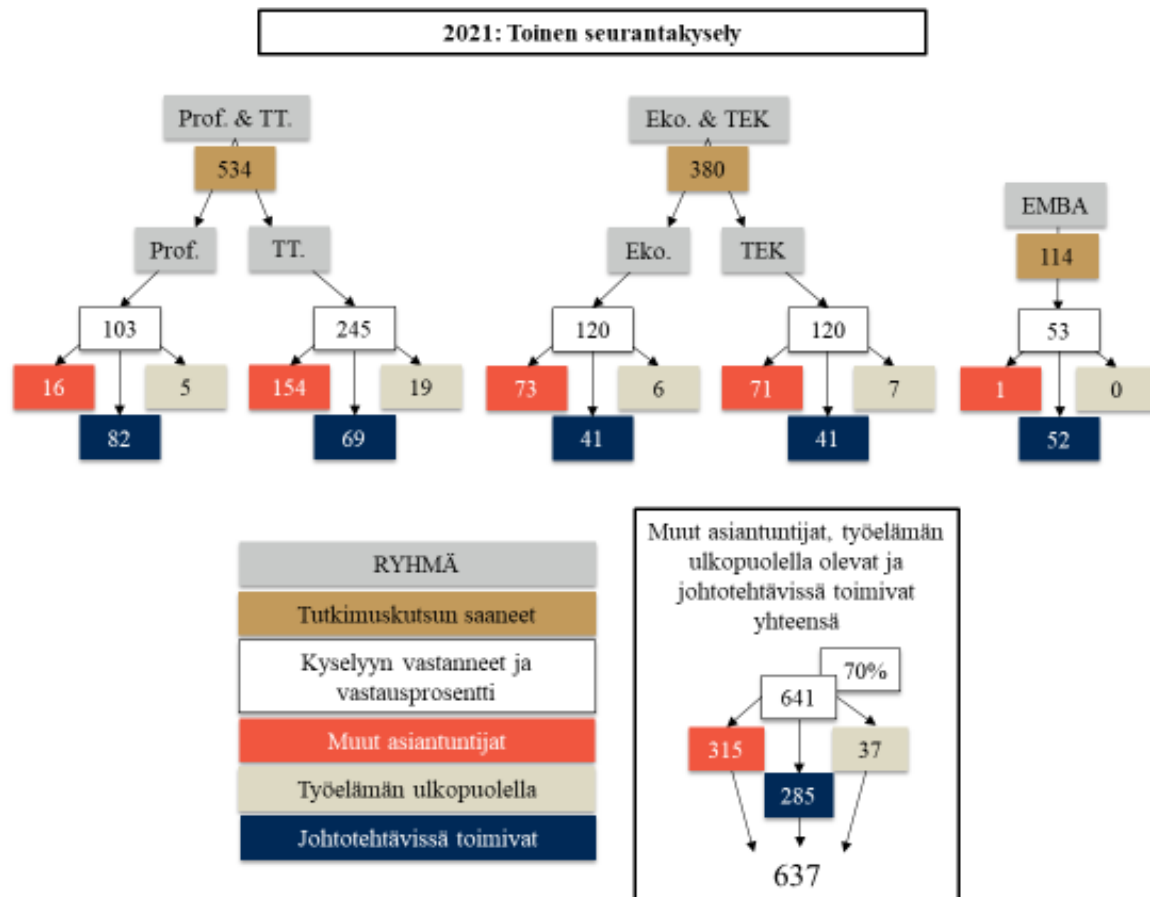 2021: Toinen seurantakysely
Prof. & TT.
534
Prof.
TT.
103
245
16
5
154
19
82
69
Eko. & TEK
380
Eko.
TEK
120
120
73
6
71
7
41
41
EMBA
114
53
1
0
52
RYHMÄ
Tutkimuskutsun saaneet
Kyselyyn vastanneet ja
vastausprosentti
Muut asiantuntijat
Työelämän ulkopuolella
Johtotehtävissä toimivat
Muut asiantuntijat, työelämän
ulkopuolella olevat ja
johtotehtävissä toimivat
yhteensä
70%
641
315
37
285
637